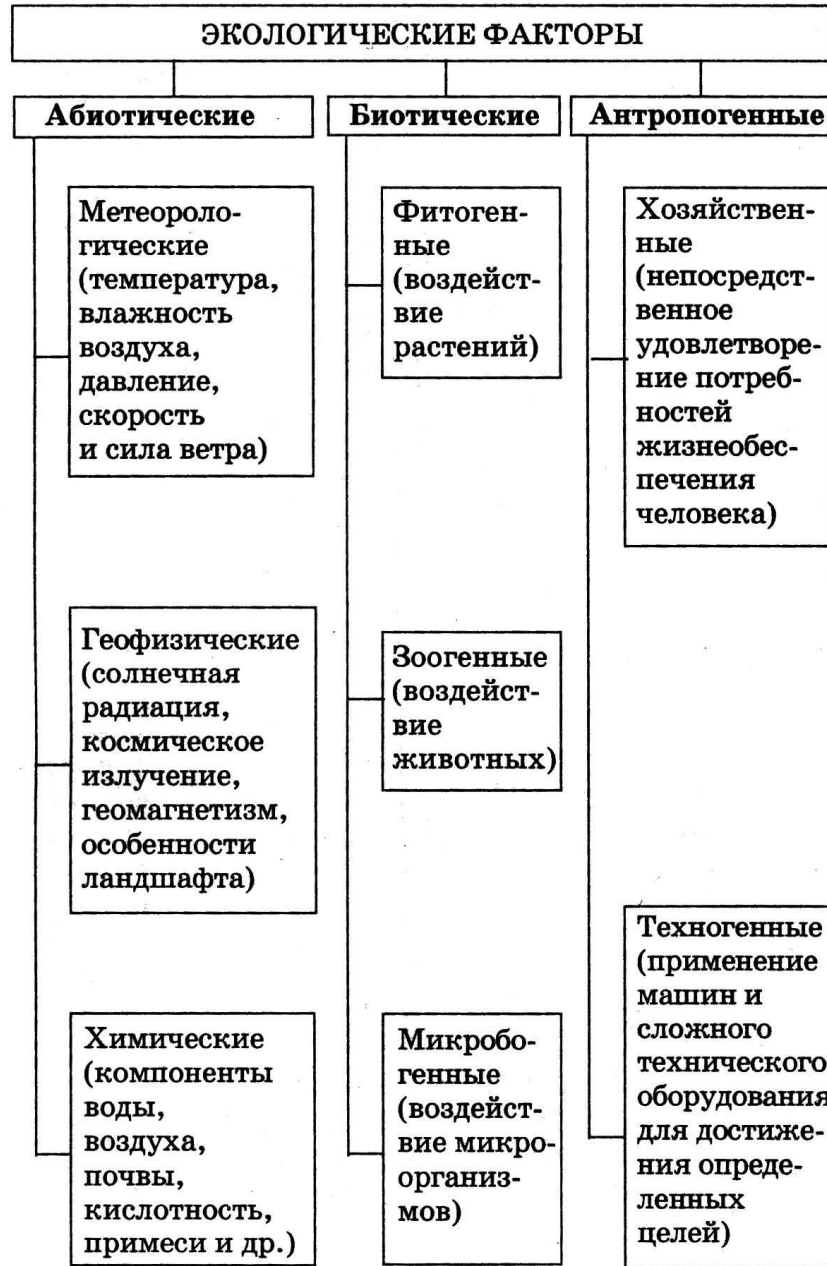 ЭКОЛОГИЧЕСКИЕ ФАКТОРЫ
Абиотические
Биотические
Антропогенные
Метеороло-
гические
(температура,
влажность
воздуха,
давление,
скорость
и сила ветра)
Геофизические
(солнечная
радиация,
космическое
излучение,
геомагнетизм,
особенности
ландшафта)
Химические
(компоненты
воды,
воздуха,
почвы,
кислотность,
примеси и др.)
Фитоген-
ные
(воздейст-
вие
растений)
Зоогенные
(воздейст-
вие
животных)
Микробо-
генные
(воздейст-
вие микро-
организ-
мов)
Хозяйствен-
ные
(непосредст-
венное
удовлетворе-
ние потреб-
ностей
жизнеобес-
печения
человека)
Техногенные
(применение
машин и
сложного
технического
оборудования
для достиже-
ния опреде-
ленных
целей)